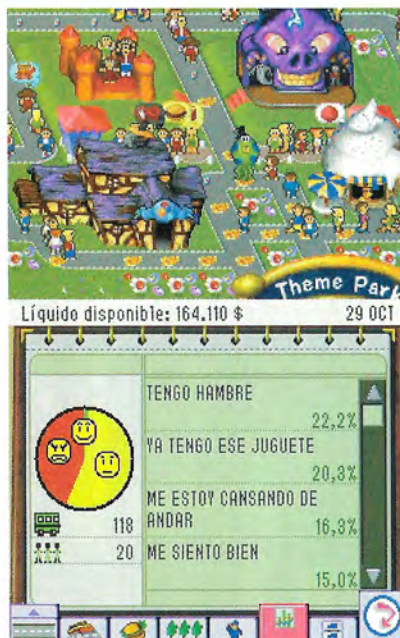 Theme Park
Líquido disponible: 164.110 $ 29 OCT
TENGO HAMBRE
22,2%
YA TENGO ESE JUGUETE
20,3%
ME ESTOY CANSANDO DE
ANDAR 16,9%
ME SIENTO BIEN
15,0%
118
20